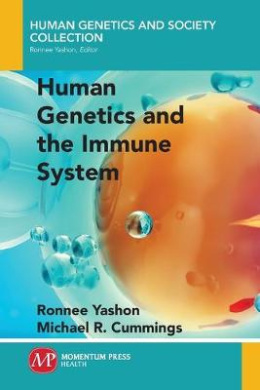 HUMAN GENETICS AND SOCIETY
COLLECTION
Ronnee Yashon, Editor
Human
Genetics and
the Immune
System
Ronnee Yashon
Michael R. Cummings
MP
MOMENTUM PRESS
HEALTH